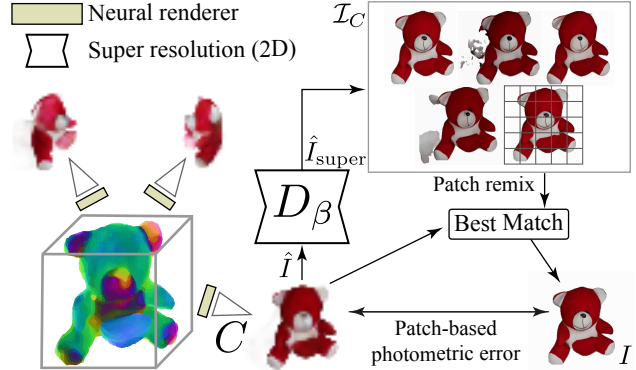 Neural renderer
Super resolution (2D)
$\mathcal{I}_C$
$\hat{I}_{\text{super}}$
$D_\beta$
Patch remix
Best Match
$\hat{I}$
$C$
Patch-based
photometric error
$I$